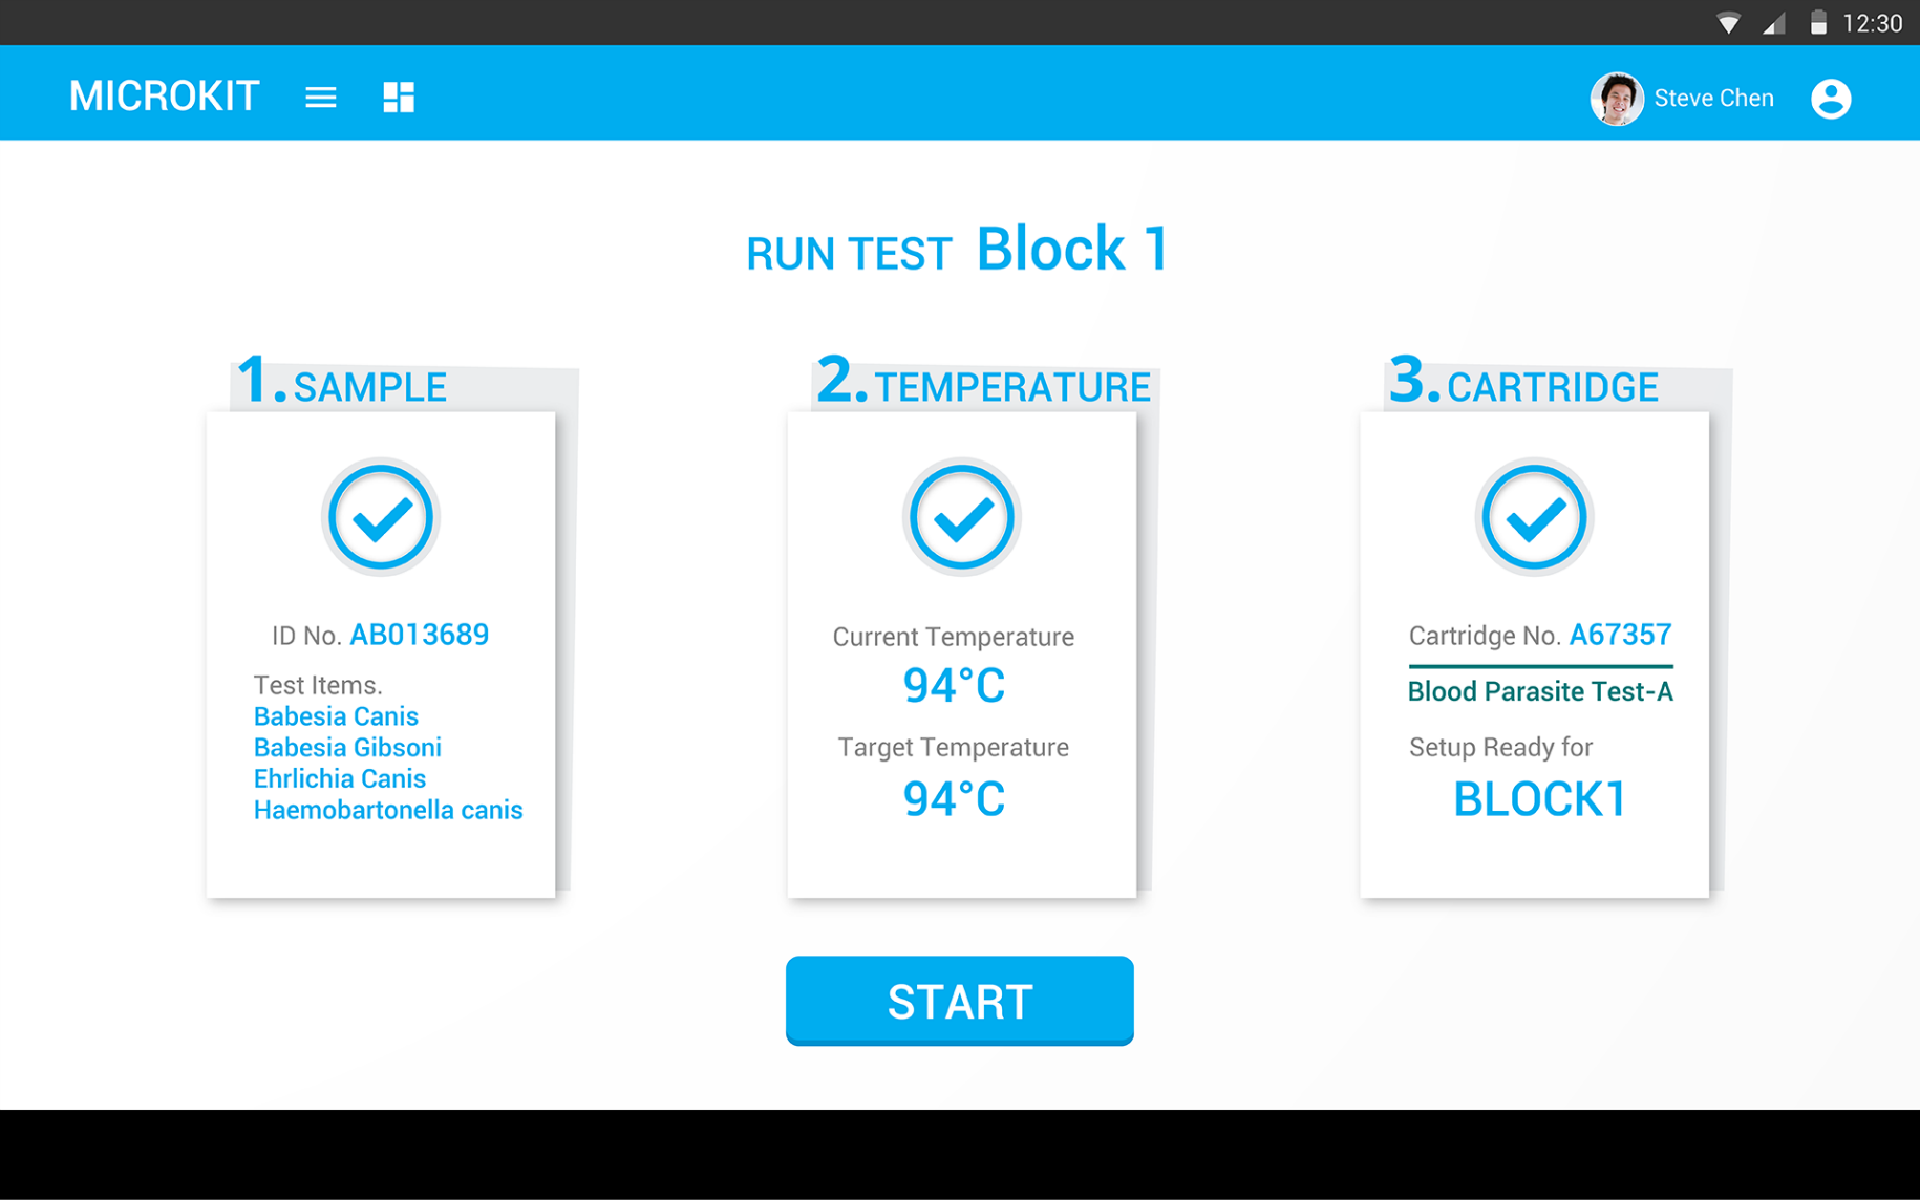 12:30
MICROKIT
Steve Chen
RUN TEST Block 1
1. SAMPLE
ID No. AB013689
Test Items.
Babesia Canis
Babesia Gibsoni
Ehrlichia Canis
Haemobartonella canis
2. TEMPERATURE
Current Temperature
94°C
Target Temperature
94°C
3. CARTRIDGE
Cartridge No. A67357
Blood Parasite Test-A
Setup Ready for
BLOCK1
START